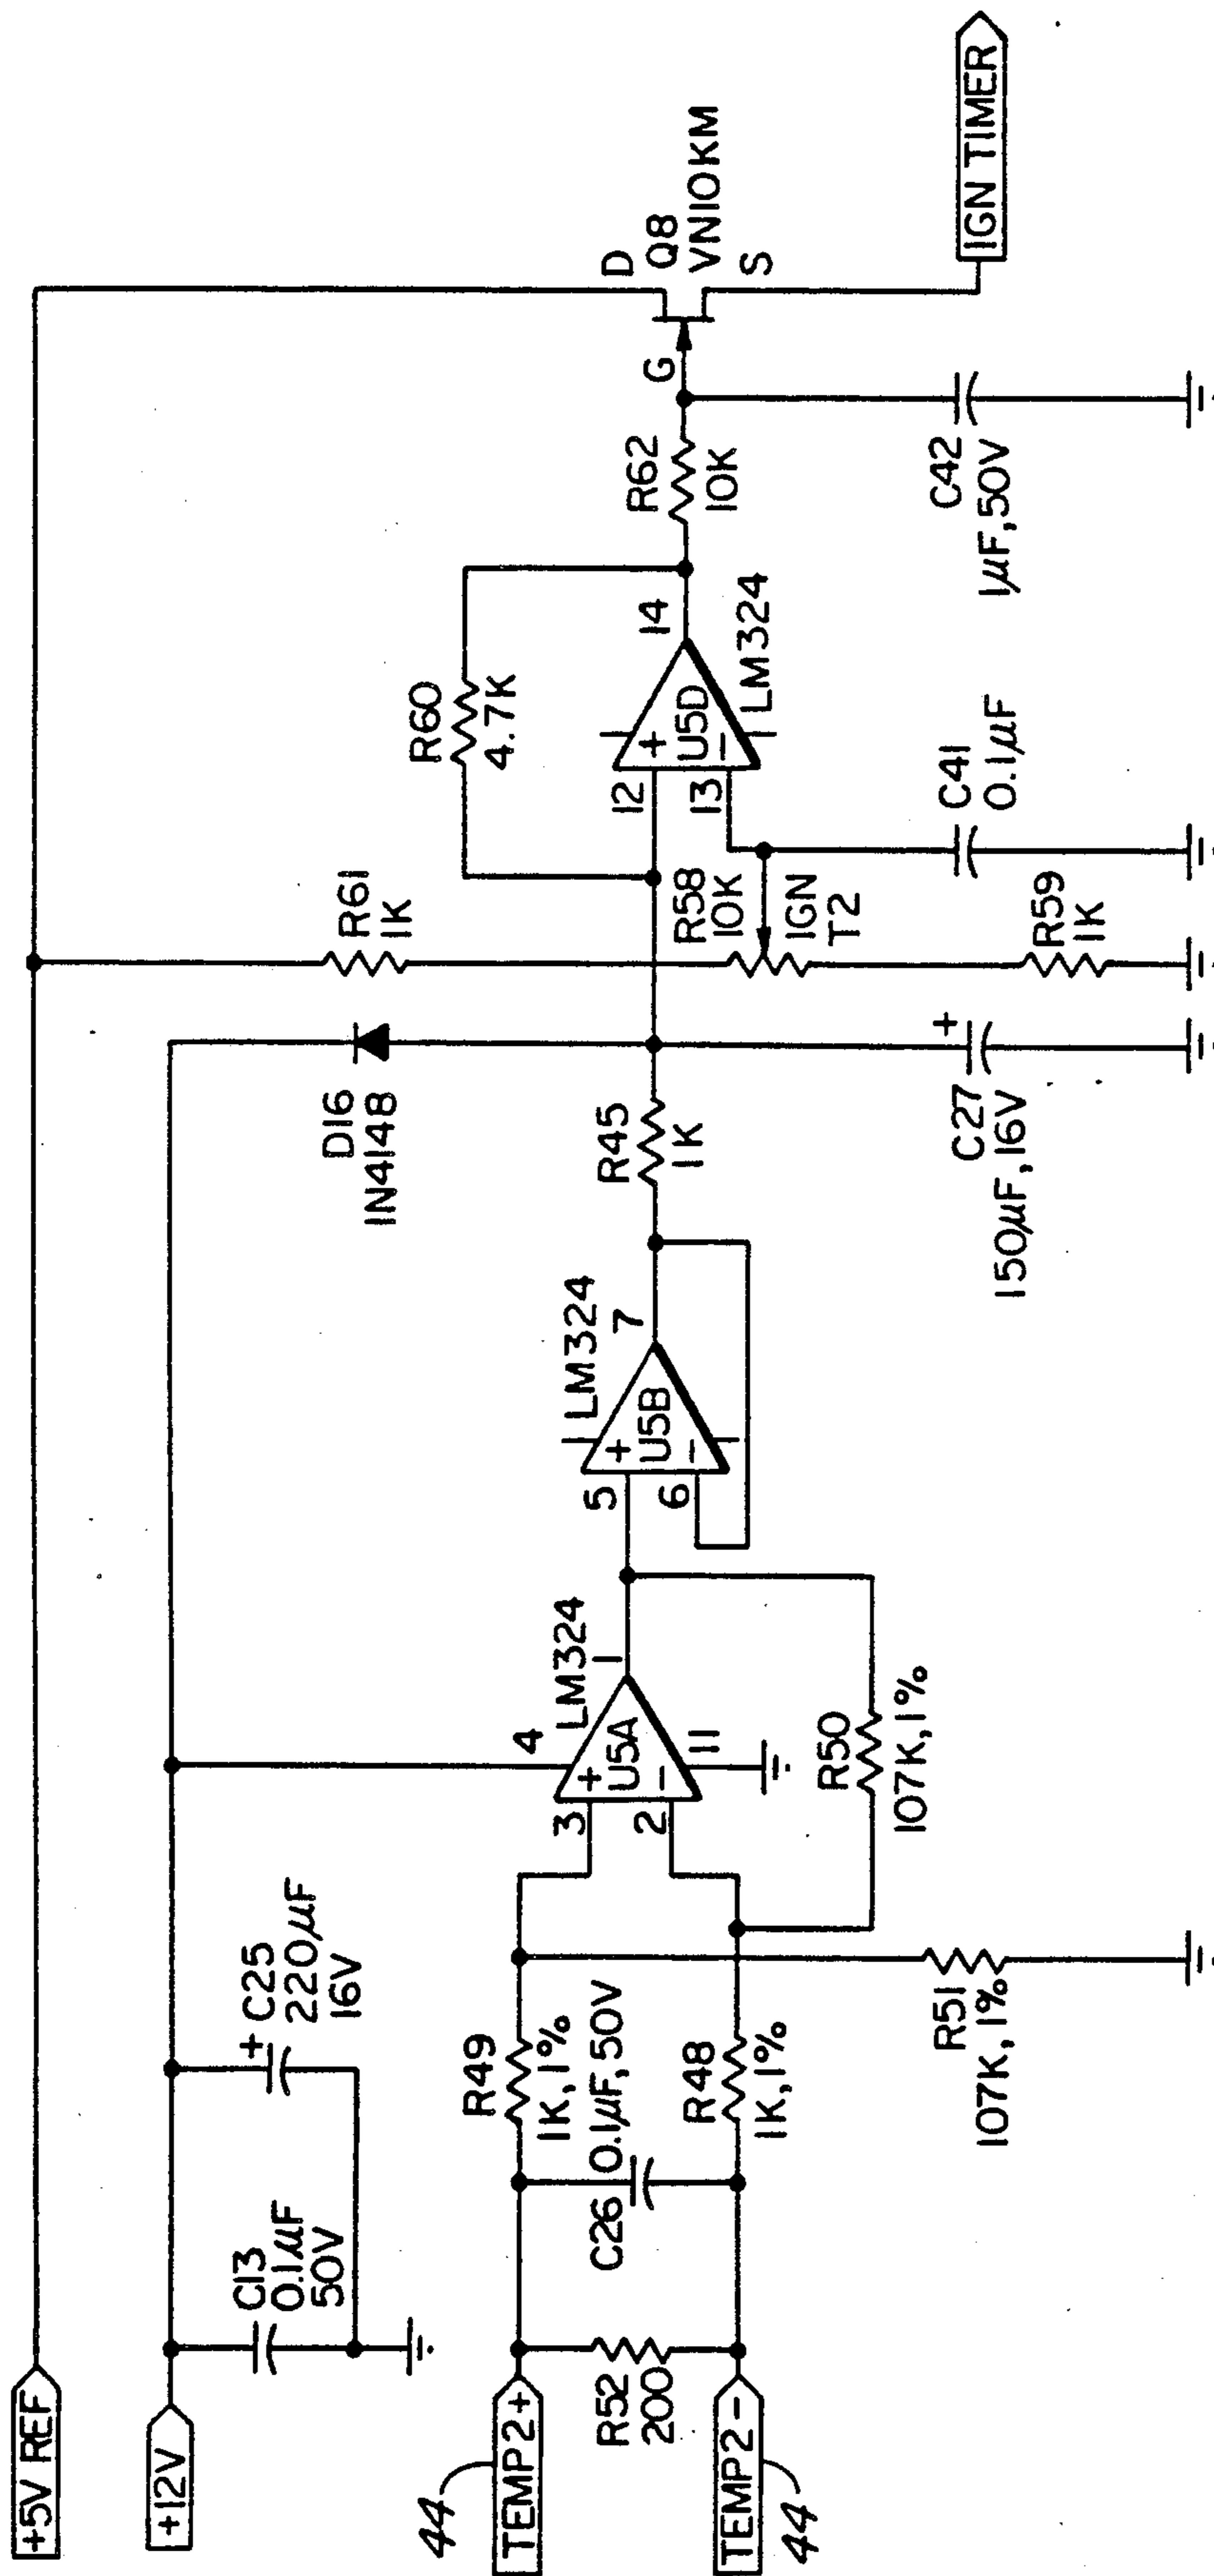 +5V REF
+12V
C13
0.1µF
50V
+
C25
220µF
16V
44
TEMP2+
R52
200
TEMP2-
44
R49
1K,1%
C26
0.1µF,50V
R48
1K,1%
R51
107K,1%
3
2
+
-
U5A
4
11
LM324
1
R50
107K,1%
5
6
+
-
U5B
LM324
7
R45
1K
D16
1N4148
+
C27
150µF,16V
R61
1K
R58
10K
IGN
T2
R59
1K
R60
4.7K
12
13
+
-
U5D
14
LM324
C41
0.1µF
R62
10K
C42
1µF,50V
G
D
Q8
VN10KM
S
IGN TIMER